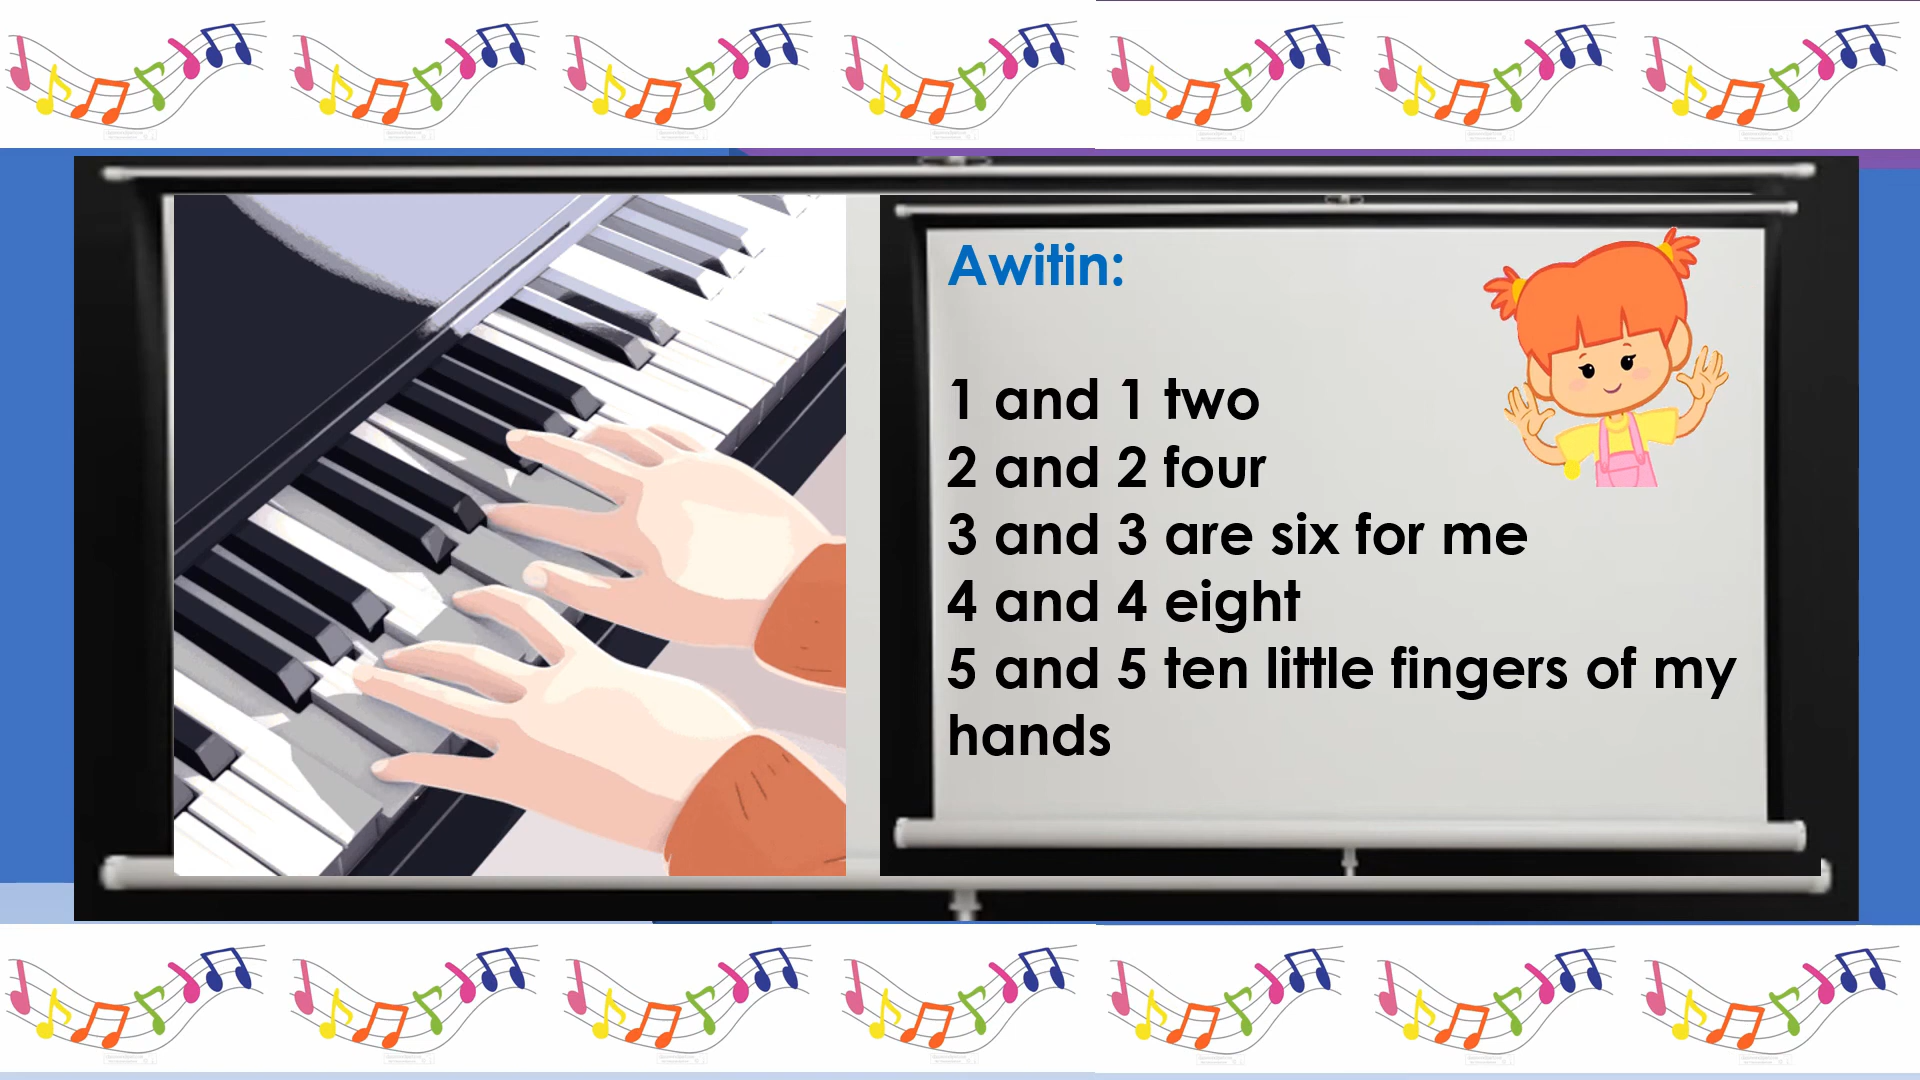 Awitin:
1 and 1 two
2 and 2 four
3 and 3 are six for me
4 and 4 eight
5 and 5 ten little fingers of my
hands